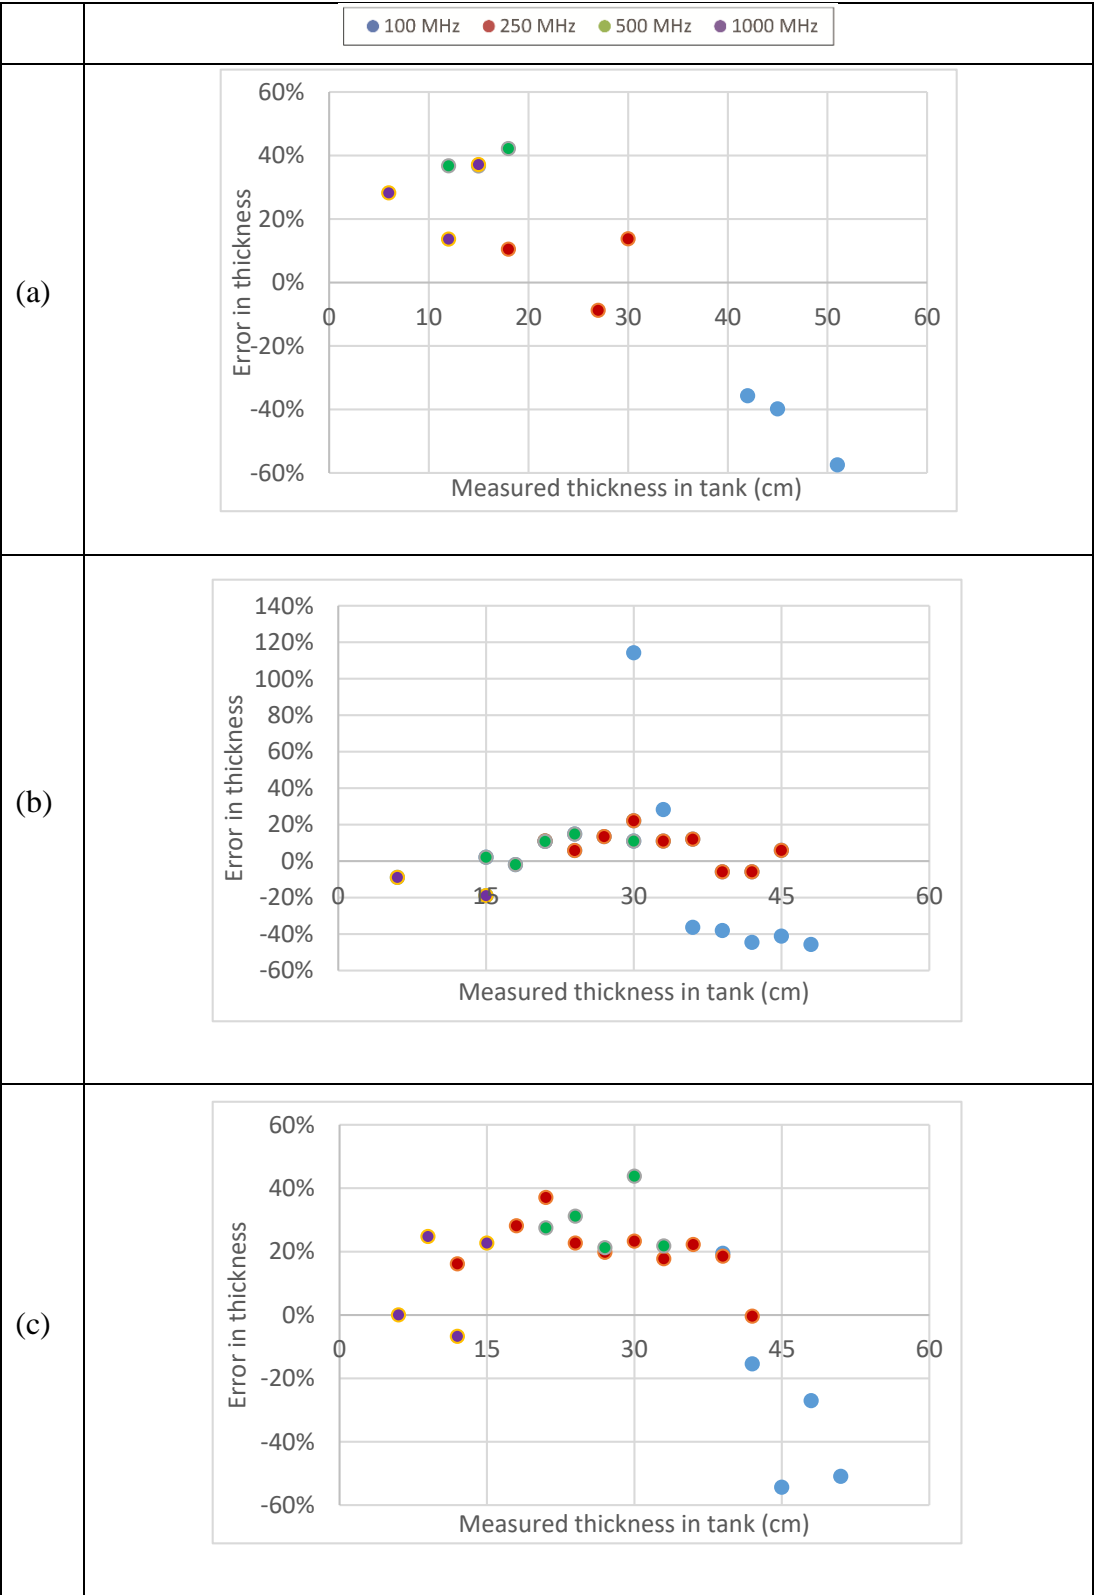 100 MHz 250 MHz 500 MHz 1000 MHz
(a)
Error in thickness
60%
40%
20%
0%
-20%
-40%
-60%
0 10 20 30 40 50 60
Measured thickness in tank (cm)
(b)
Error in thickness
140%
120%
100%
80%
60%
40%
20%
0%
-20%
-40%
-60%
0 15 30 45 60
Measured thickness in tank (cm)
(c)
Error in thickness
60%
40%
20%
0%
-20%
-40%
-60%
0 15 30 45 60
Measured thickness in tank (cm)